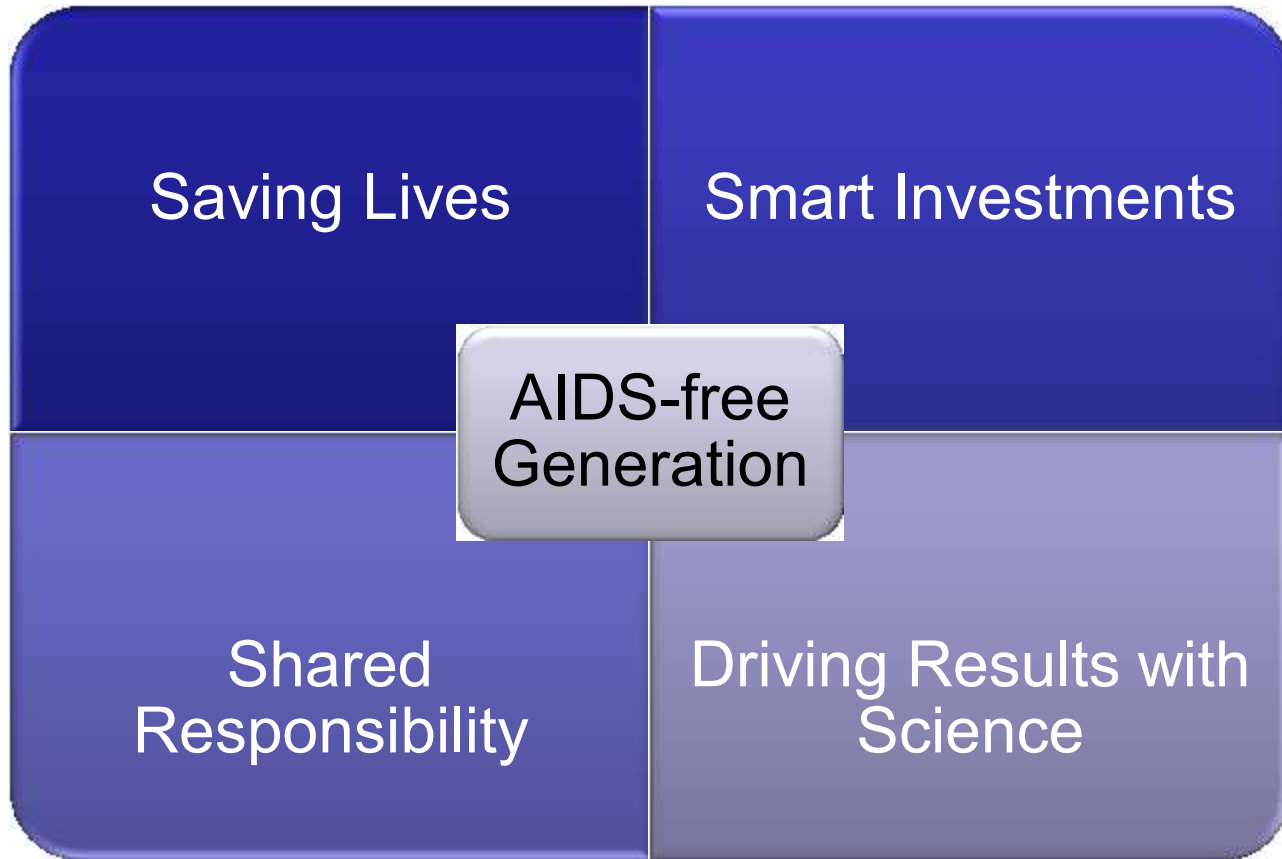 Saving Lives
Smart Investments
AIDS-free
Generation
Shared
Responsibility
Driving Results with
Science